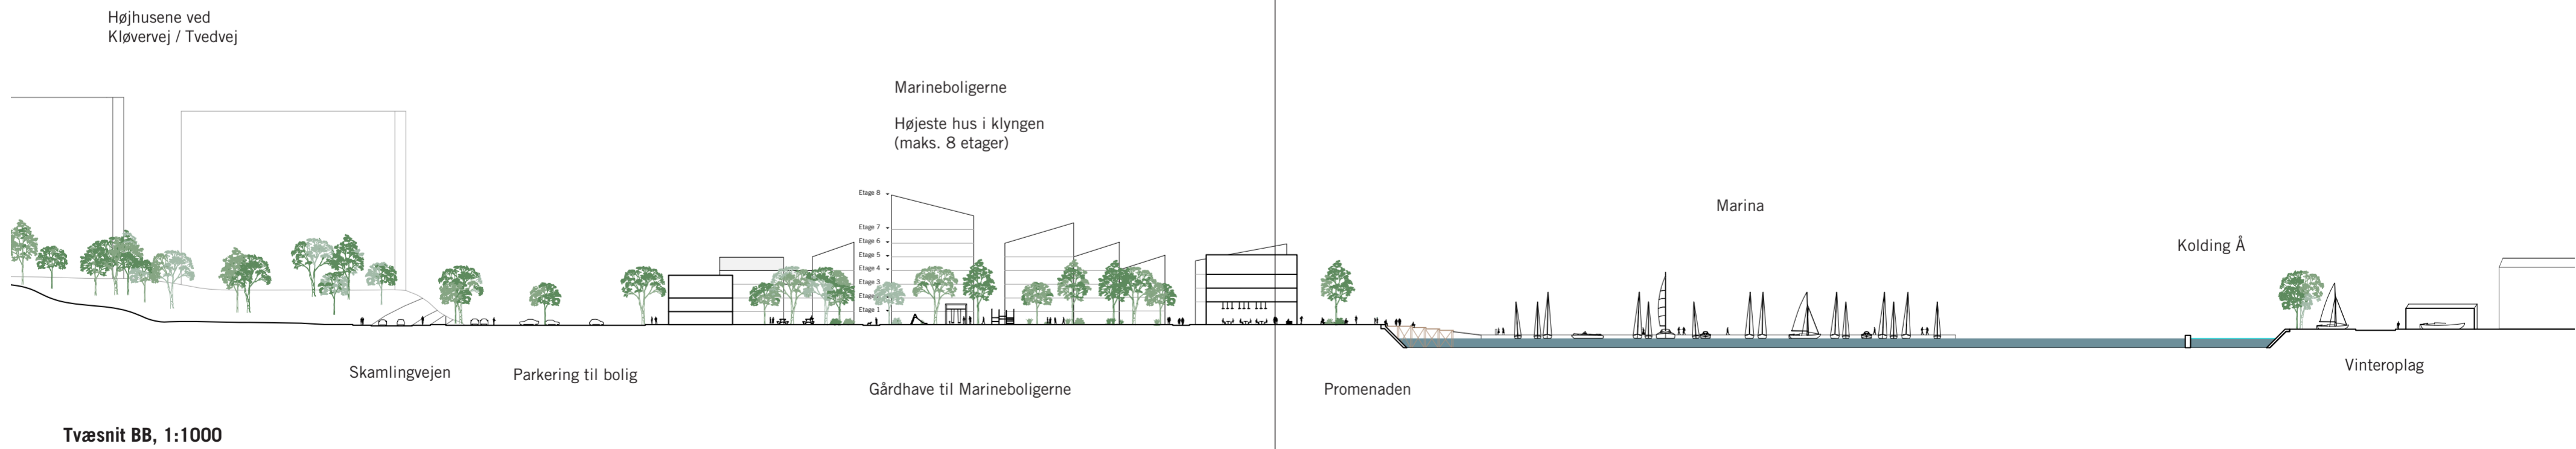 Højhusene ved
Kløvervej / Tvedvej
Marineboligerne
Højeste hus i klyngen
(maks. 8 etager)
Etage 8
Etage 7
Etage 6
Etage 5
Etage 4
Etage 3
Etage
Etage 1
Marina
Kolding Å
Skamlingvejen
Parkering til bolig
Gårdhave til Marineboligerne
Promenaden
Vinteroplag
Tvæsnit BB, 1:1000